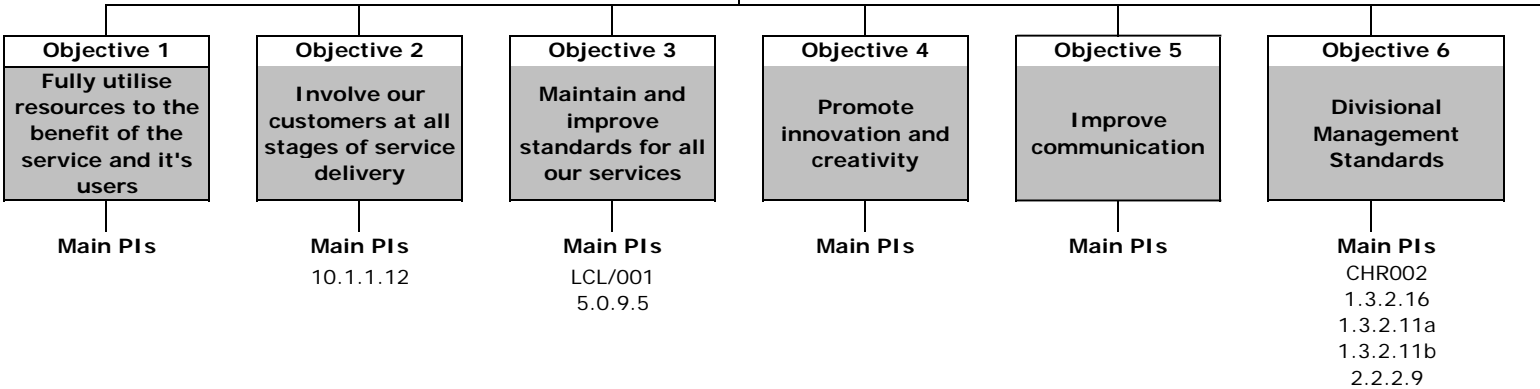 Objective 1
Fully utilise
resources to the
benefit of the
service and it's
users
Main PIs
Objective 2
Involve our
customers at all
stages of service
delivery
Main PIs
10.1.1.12
Objective 3
Maintain and
improve
standards for all
our services
Main PIs
LCL/001
5.0.9.5
Objective 4
Promote
innovation and
creativity
Main PIs
Objective 5
Improve
communication
Main PIs
Objective 6
Divisional
Management
Standards
Main PIs
CHR002
1.3.2.16
1.3.2.11a
1.3.2.11b
2.2.2.9